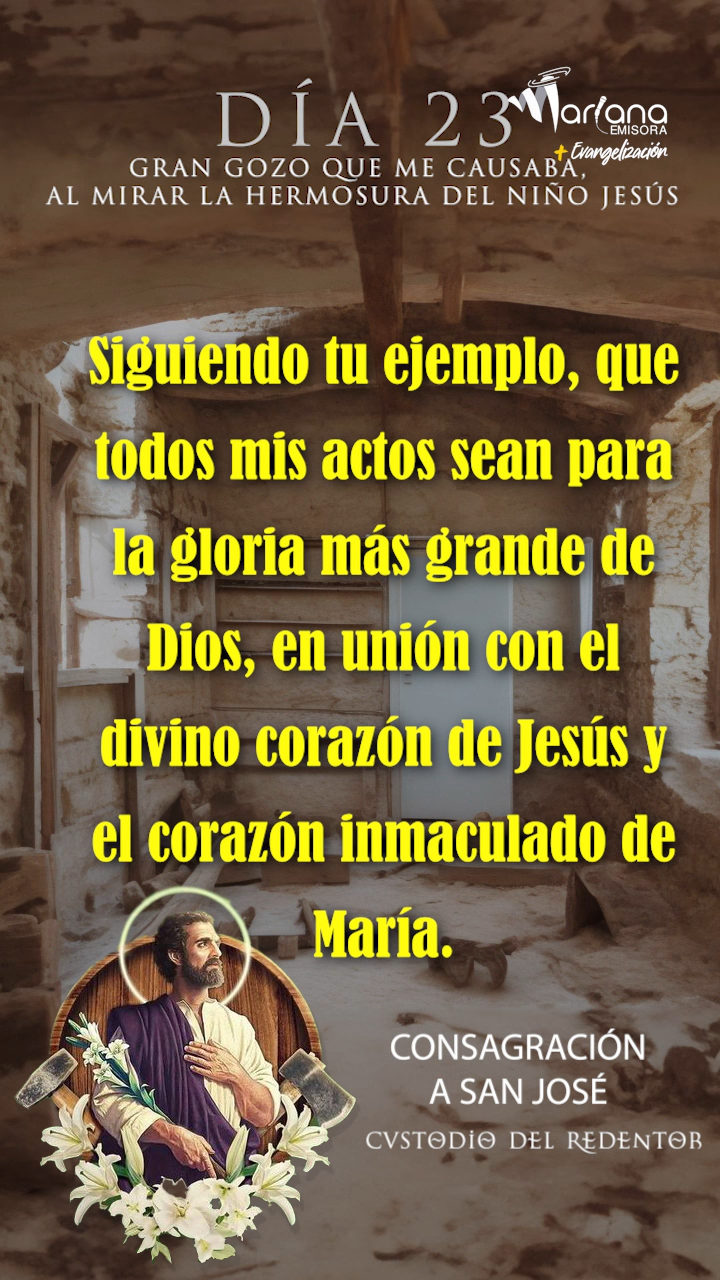 DÍA 23
Mariana
EMISORA
+ Evangelización
GRAN GOZO QUE ME CAUSABA,
AL MIRAR LA HERMOSURA DEL NIÑO JESÚS
Siguiendo tu ejemplo, que
todos mis actos sean para
la gloria más grande de
Dios, en unión con el
divino corazón de Jesús y
el corazón inmaculado de
María.
CONSAGRACIÓN
A SAN JOSÉ
CVSTODIO DEL REDENTOR